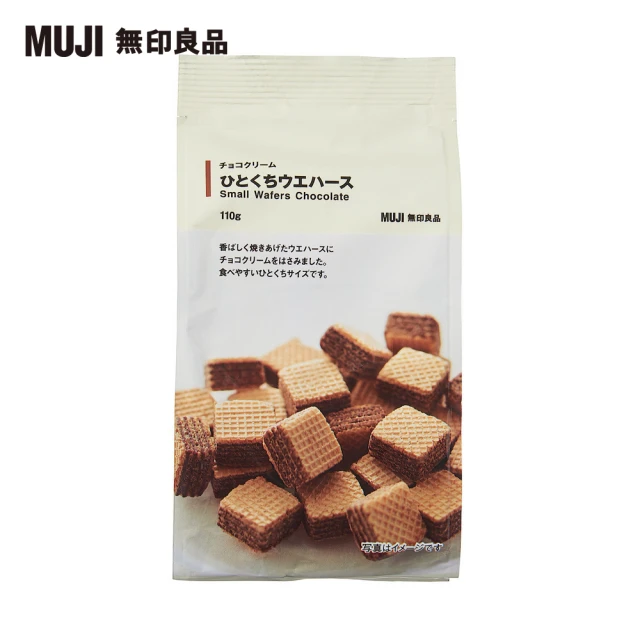 MUJI 無印良品
チョコクリーム
ひとくちウエハース
Small Wafers Chocolate
110g
MUJI 無印良品
香ばしく焼きあげたウエハースに
チョコクリームをはさみました。
食べやすいひとくちサイズです。
写真はイメージです